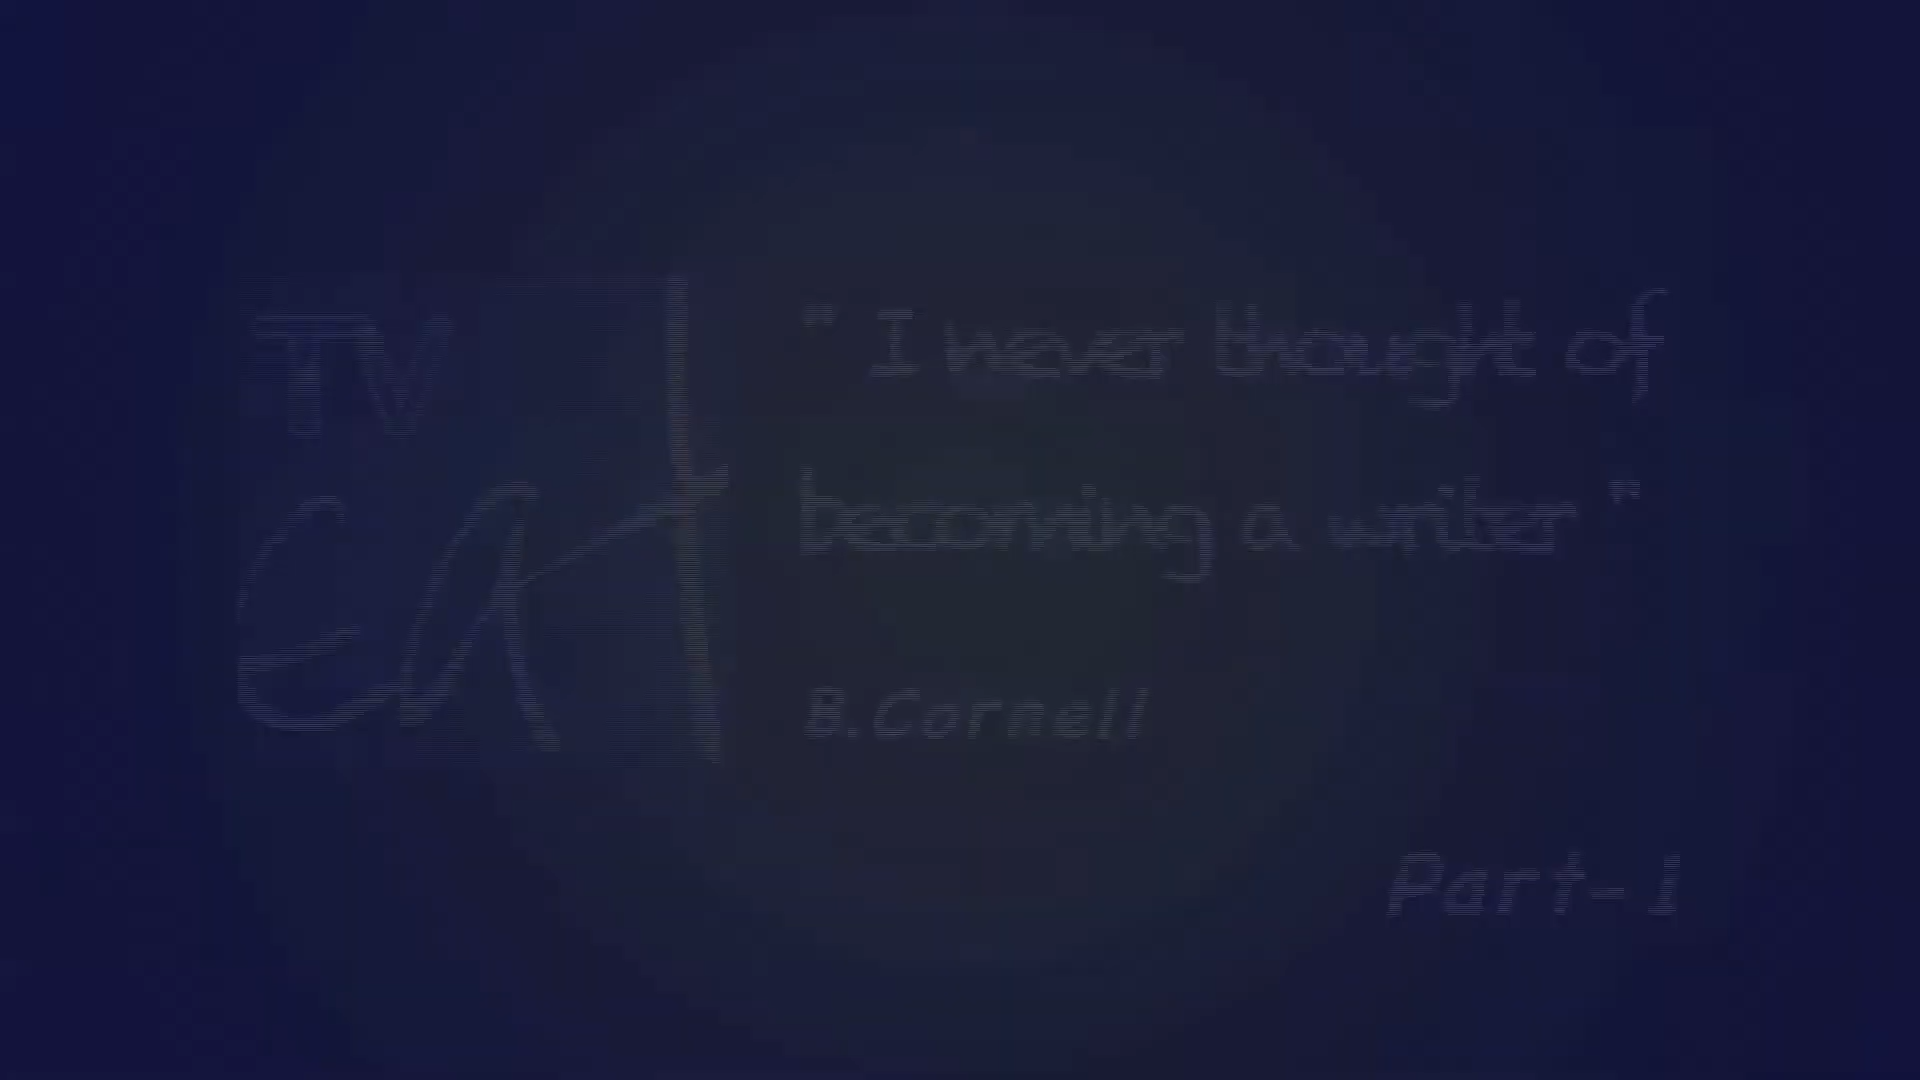 TV
" I never thought of
becoming a writer "
B.Cornell
Part-1